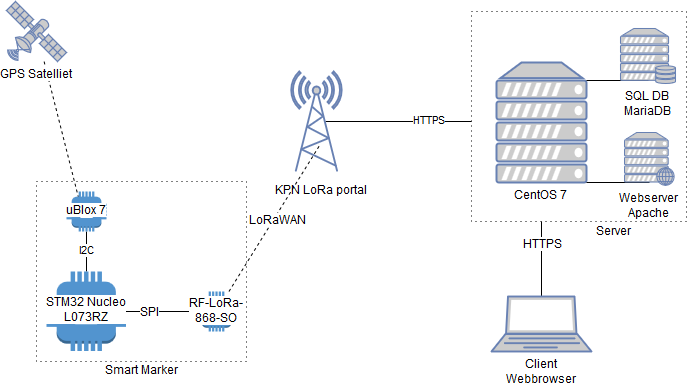 GPS Satelliet
KPN LoRa portal
HTTPS
SQL DB
MariaDB
CentOS 7
Webserver
Apache
Server
uBlox 7
I2C
LoRaWAN
STM32 Nucleo
L073RZ
SPI
RF-LoRa-
868-SO
Smart Marker
HTTPS
Client
Webbrowser